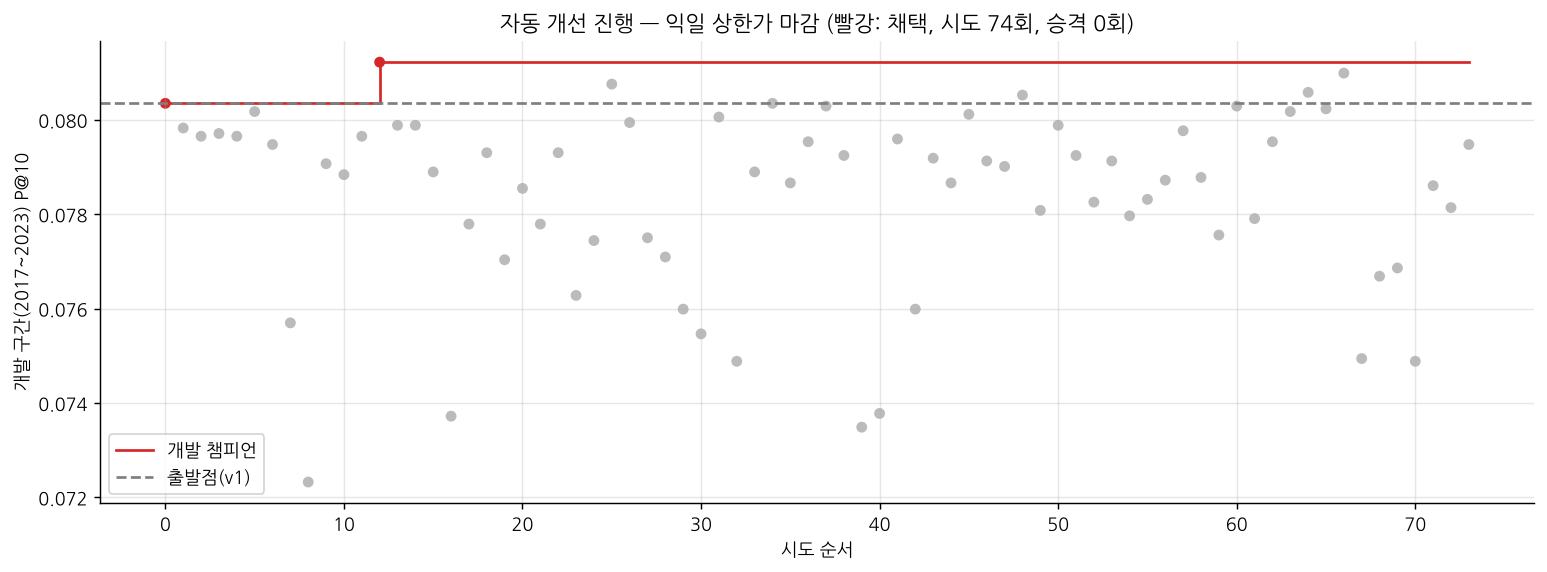 자동 개선 진행 — 익일 상한가 마감 (빨강: 채택, 시도 74회, 승격 0회)
개발 구간(2017~2023) P@10
0.080
0.078
0.076
0.074
0.072
개발 챔피언
출발점(v1)
0 10 20 30 40 50 60 70
시도 순서